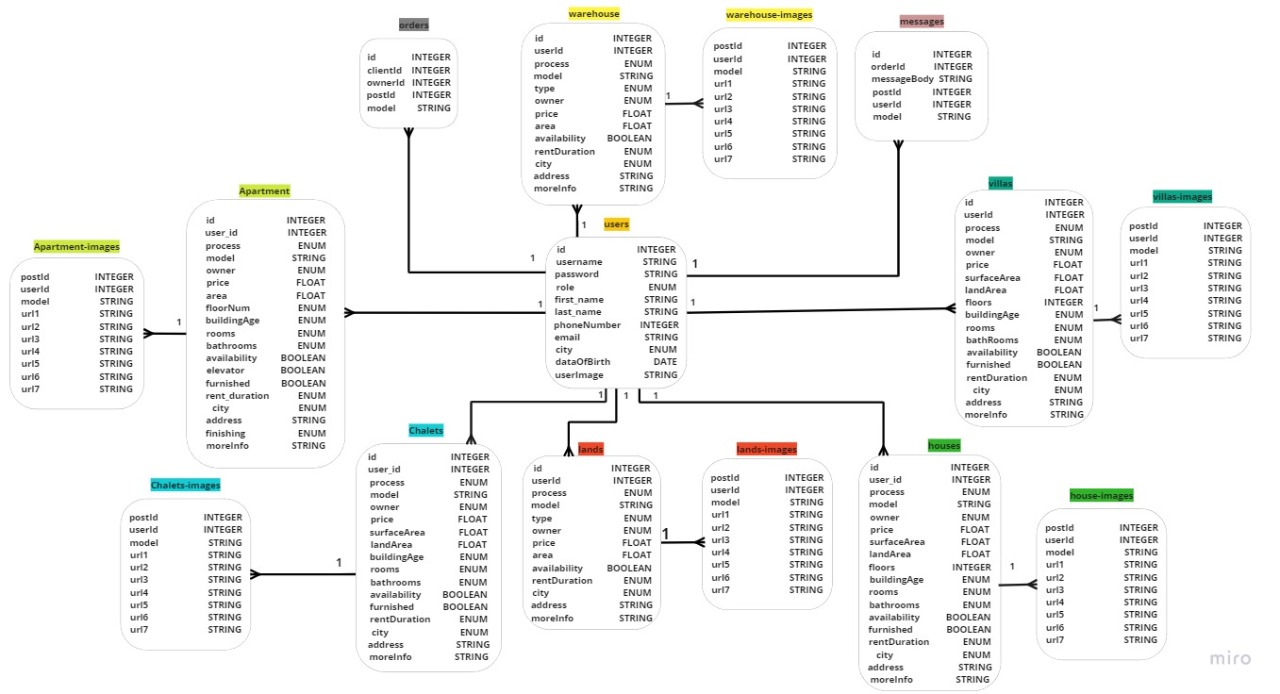 orders
id INTEGER
clientId INTEGER
ownerId INTEGER
postId INTEGER
model STRING
warehouse
id INTEGER
userId INTEGER
process ENUM
model STRING
type ENUM
owner ENUM
price FLOAT
area FLOAT
availability BOOLEAN
rentDuration ENUM
city ENUM
address STRING
moreInfo STRING
1
warehouse-images
postId INTEGER
userId INTEGER
model STRING
url1 STRING
url2 STRING
url3 STRING
url4 STRING
url5 STRING
url6 STRING
url7 STRING
messages
id INTEGER
orderId INTEGER
messageBody STRING
postId INTEGER
userId INTEGER
model STRING
Apartment-images
postId INTEGER
userId INTEGER
model STRING
url1 STRING
url2 STRING
url3 STRING
url4 STRING
url5 STRING
url6 STRING
url7 STRING
1
Apartment
id INTEGER
user_id INTEGER
process ENUM
model STRING
owner ENUM
price FLOAT
area FLOAT
floorNum ENUM
buildingAge ENUM
rooms ENUM
bathrooms ENUM
availability BOOLEAN
elevator BOOLEAN
furnished BOOLEAN
rent_duration ENUM
city ENUM
address STRING
finishing ENUM
moreInfo STRING
1
1
1
users
id INTEGER
username STRING
password STRING
role ENUM
first_name STRING
last_name STRING
phoneNumber INTEGER
email STRING
city ENUM
dataOfBirth DATE
userImage STRING
1
1
1
1
1
villas
id INTEGER
userId INTEGER
process ENUM
model STRING
owner ENUM
price FLOAT
surfaceArea FLOAT
landArea FLOAT
floors INTEGER
buildingAge ENUM
rooms ENUM
bathRooms ENUM
availability BOOLEAN
furnished BOOLEAN
rentDuration ENUM
city ENUM
address STRING
moreInfo STRING
1
villas-images
postId INTEGER
userId INTEGER
model STRING
url1 STRING
url2 STRING
url3 STRING
url4 STRING
url5 STRING
url6 STRING
url7 STRING
Chalets-images
postId INTEGER
userId INTEGER
model STRING
url1 STRING
url2 STRING
url3 STRING
url4 STRING
url5 STRING
url6 STRING
url7 STRING
1
Chalets
id INTEGER
user_id INTEGER
process ENUM
model STRING
owner ENUM
price FLOAT
surfaceArea FLOAT
landArea FLOAT
buildingAge ENUM
rooms ENUM
bathrooms ENUM
availability BOOLEAN
furnished BOOLEAN
rentDuration ENUM
city ENUM
address STRING
moreInfo STRING
lands
id INTEGER
userId INTEGER
process ENUM
model STRING
type ENUM
owner ENUM
price FLOAT
area FLOAT
availability BOOLEAN
rentDuration ENUM
city ENUM
address STRING
moreInfo STRING
1
lands-images
postId INTEGER
userId INTEGER
model STRING
url1 STRING
url2 STRING
url3 STRING
url4 STRING
url5 STRING
url6 STRING
url7 STRING
houses
id INTEGER
user_id INTEGER
process ENUM
model STRING
owner ENUM
price FLOAT
surfaceArea FLOAT
landArea FLOAT
floors INTEGER
buildingAge ENUM
rooms ENUM
bathrooms ENUM
availability BOOLEAN
furnished BOOLEAN
rentDuration ENUM
city ENUM
address STRING
moreInfo STRING
1
house-images
postId INTEGER
userId INTEGER
model STRING
url1 STRING
url2 STRING
url3 STRING
url4 STRING
url5 STRING
url6 STRING
url7 STRING
miro